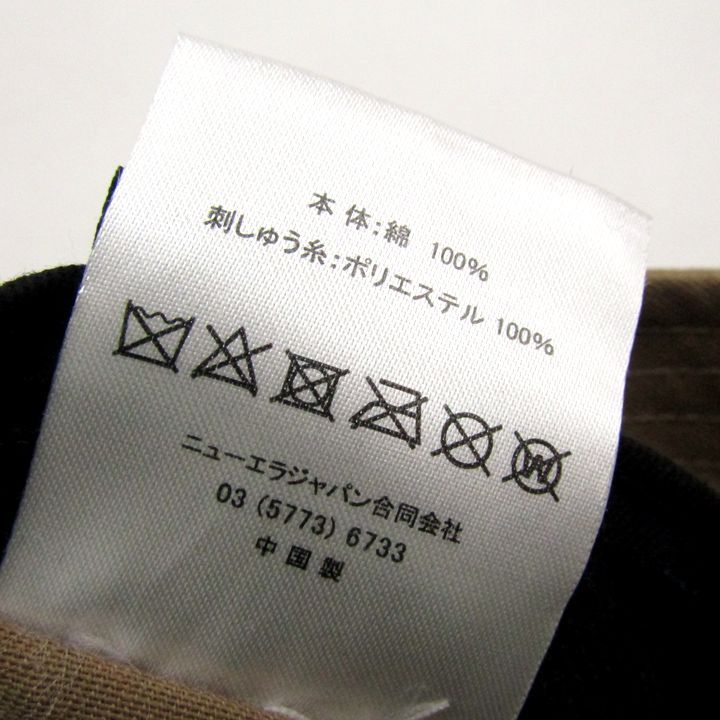 本体:綿 100%
刺しゅう糸:ポリエステル 100%
W
ニューエラジャパン合同会社
03 (5773) 6733
中国製